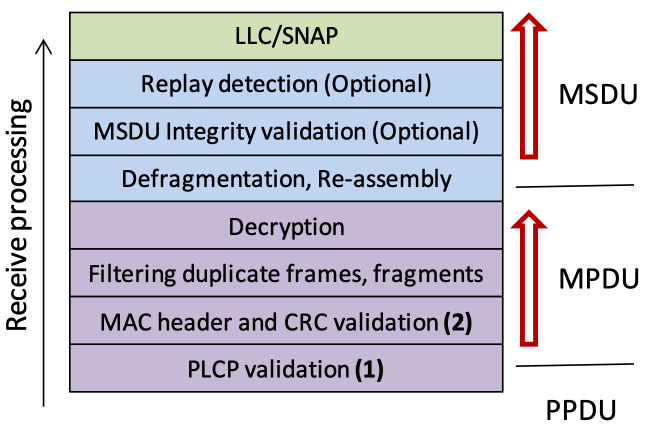 LLC/SNAP
Replay detection (Optional)
MSDU Integrity validation (Optional)
Defragmentation, Re-assembly
Decryption
Filtering duplicate frames, fragments
MAC header and CRC validation (2)
PLCP validation (1)
Receive processing
MSDU
MPDU
PPDU